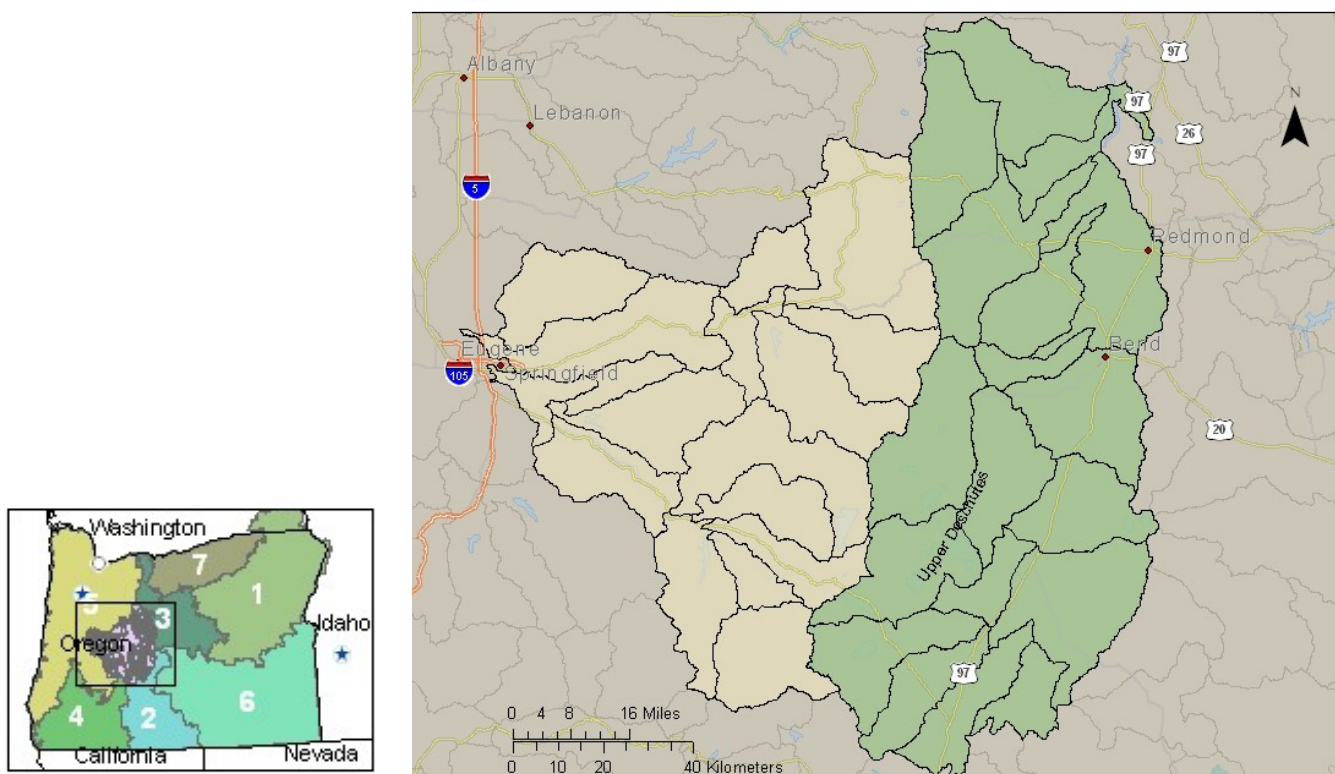 Washington
7
1
5
3
Idaho
Oregon
6
4
2
California
Nevada
97
Albany
97
Lebanon
26
97
N
5
Redmond
Eugene
Bend
Springfield
105
20
Upper Deschutes
97
0 4 8 16 Miles
0 10 20 40 Kilometers